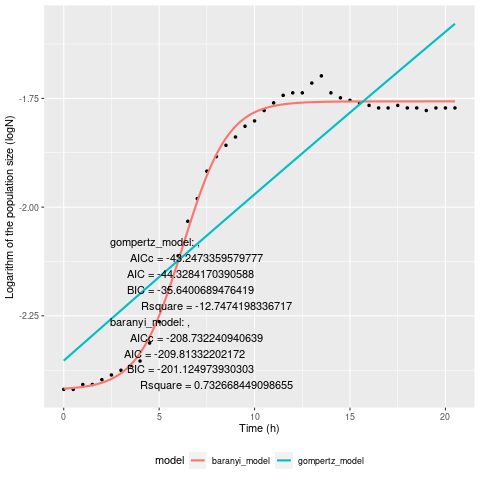 Logarithm of the population size (logN)
-1.75
-2.00
-2.25
gompertz_model: ,
AICc = -43.2473359579777
AIC = -44.3284170390588
BIC = -35.6400689476419
Rsquare = -12.7474198336717
baranyi_model: ,
AICc = -208.732240940639
AIC = -209.81332202172
BIC = -201.124973930303
Rsquare = 0.732668449098655
0 5 10 15 20
Time (h)
model baranyi_model gompertz_model